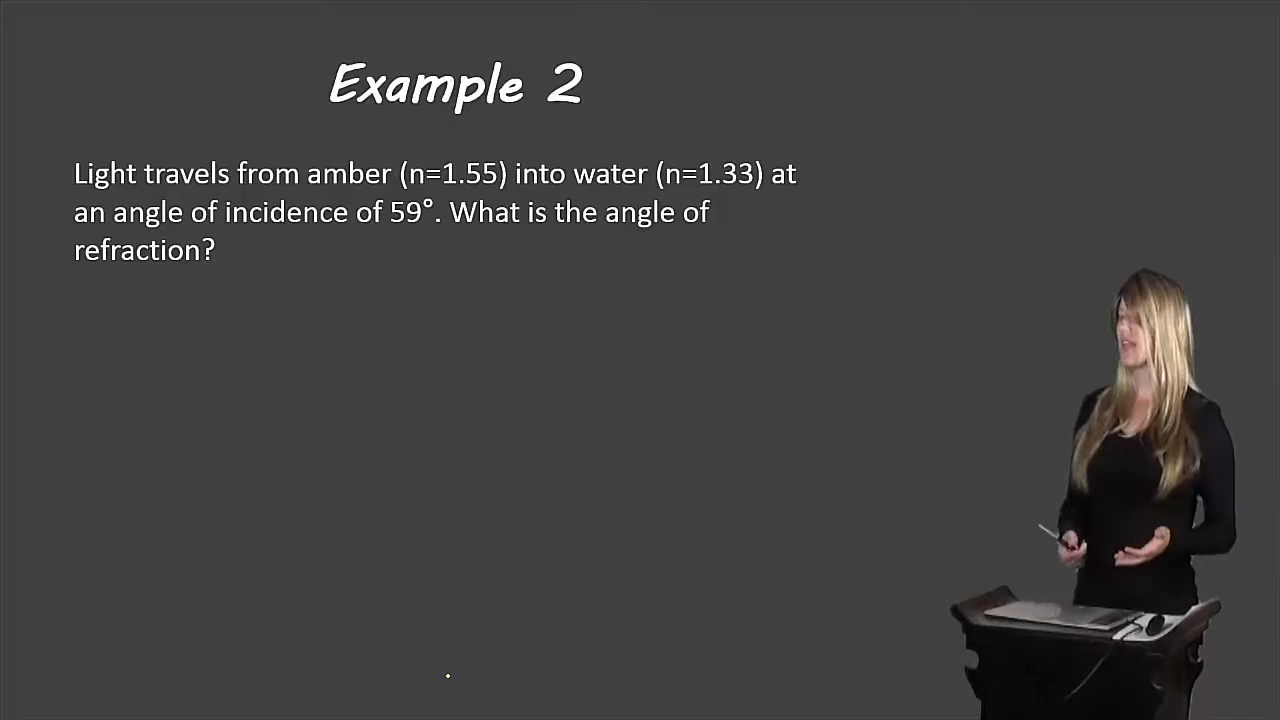 Example 2
Light travels from amber (n=1.55) into water (n=1.33) at
an angle of incidence of 59°. What is the angle of
refraction?